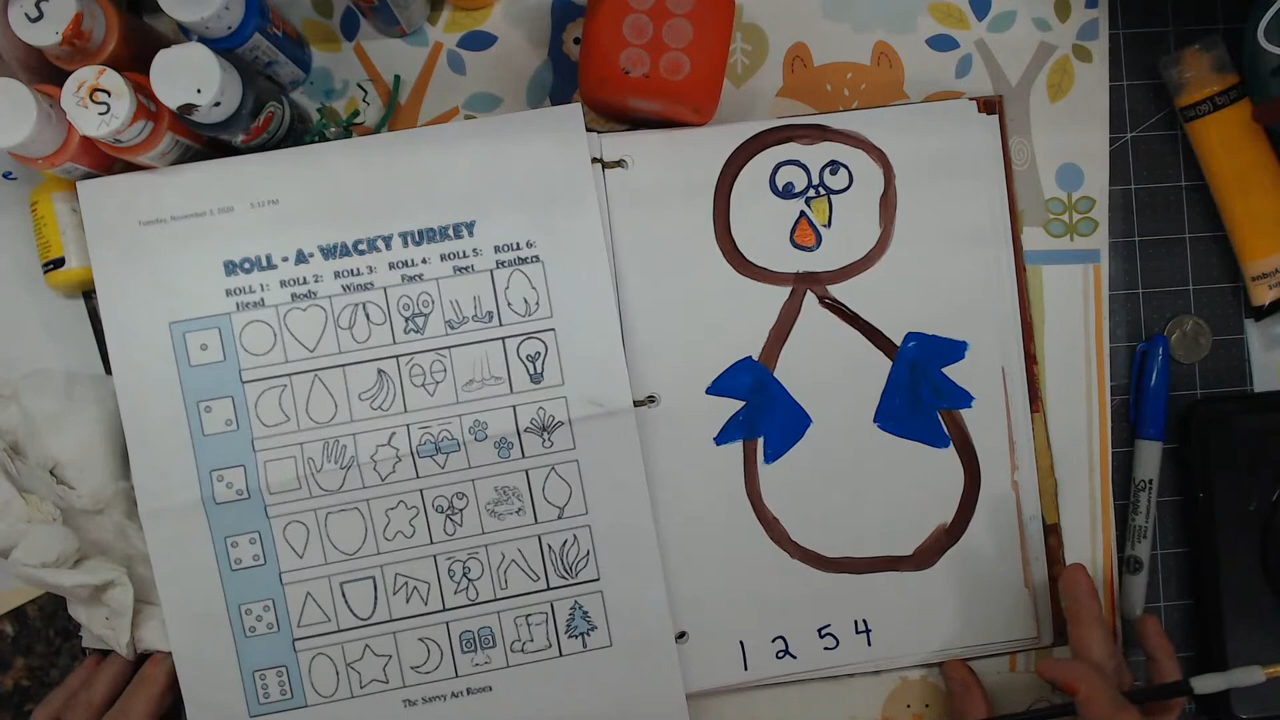 Tuesday, November 3, 2020 5:12 PM
ROLL - A- WACKY TURKEY
ROLL 1: ROLL 2: ROLL 3: ROLL 4: ROLL 5: ROLL 6:
Head Body Wings Face Feet Feathers
The Savvy Art Room
1 2 5 4
S
S
Sharpie